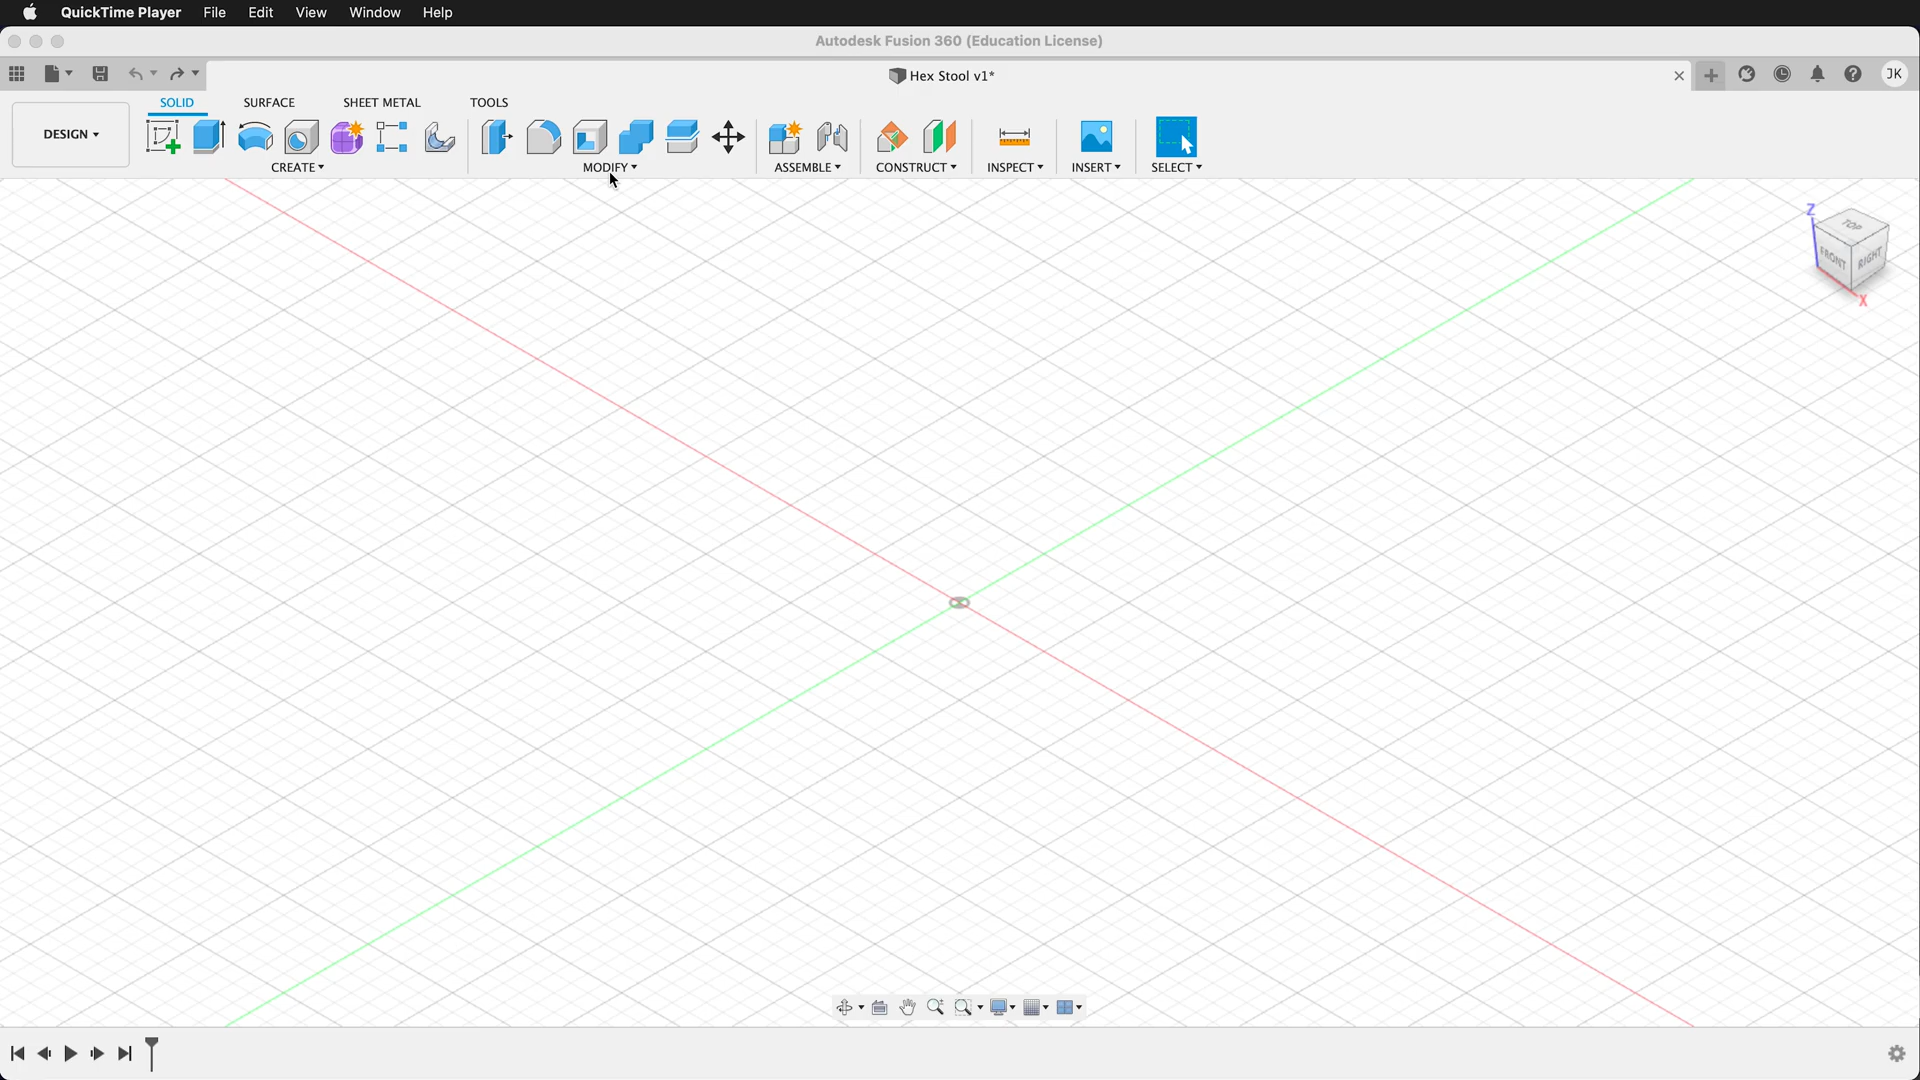 QuickTime Player File Edit View Window Help
Autodesk Fusion 360 (Education License)
Hex Stool v1*
JK
SOLID SURFACE SHEET METAL TOOLS
DESIGN
CREATE MODIFY ASSEMBLE CONSTRUCT INSPECT INSERT SELECT
Z
TOP
FRONT RIGHT
X